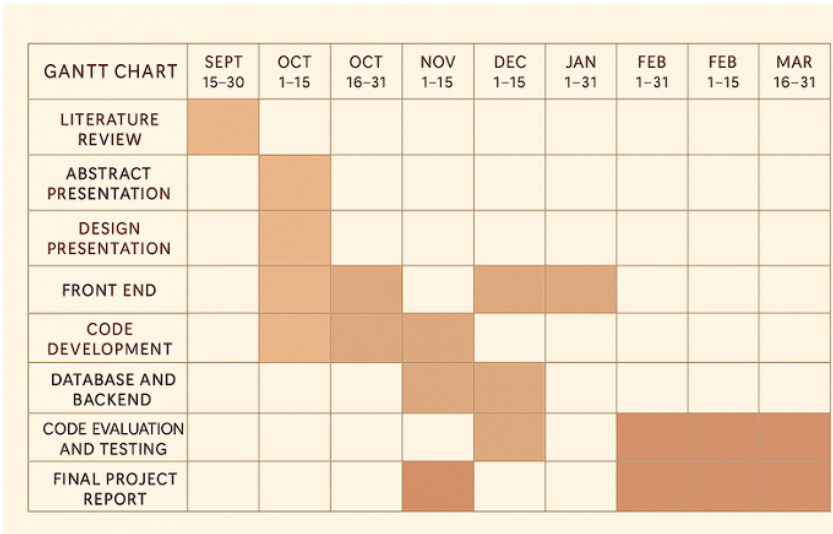 GANTT CHART
SEPT
15–30
OCT
1–15
OCT
16–31
NOV
1–15
DEC
1–15
JAN
1–31
FEB
1–31
FEB
1–15
MAR
16–31
LITERATURE
REVIEW
ABSTRACT
PRESENTATION
DESIGN
PRESENTATION
FRONT END
CODE
DEVELOPMENT
DATABASE AND
BACKEND
CODE EVALUATION
AND TESTING
FINAL PROJECT
REPORT